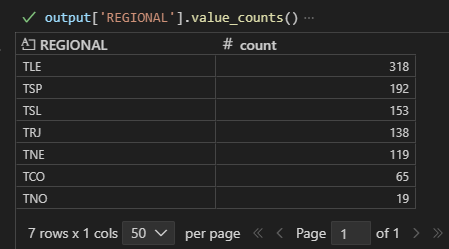 output['REGIONAL'].value_counts() ...
REGIONAL # count
TLE 318
TSP 192
TSL 153
TRJ 138
TNE 119
TCO 65
TNO 19
7 rows x 1 cols 50 per page « < Page 1 of 1 > »